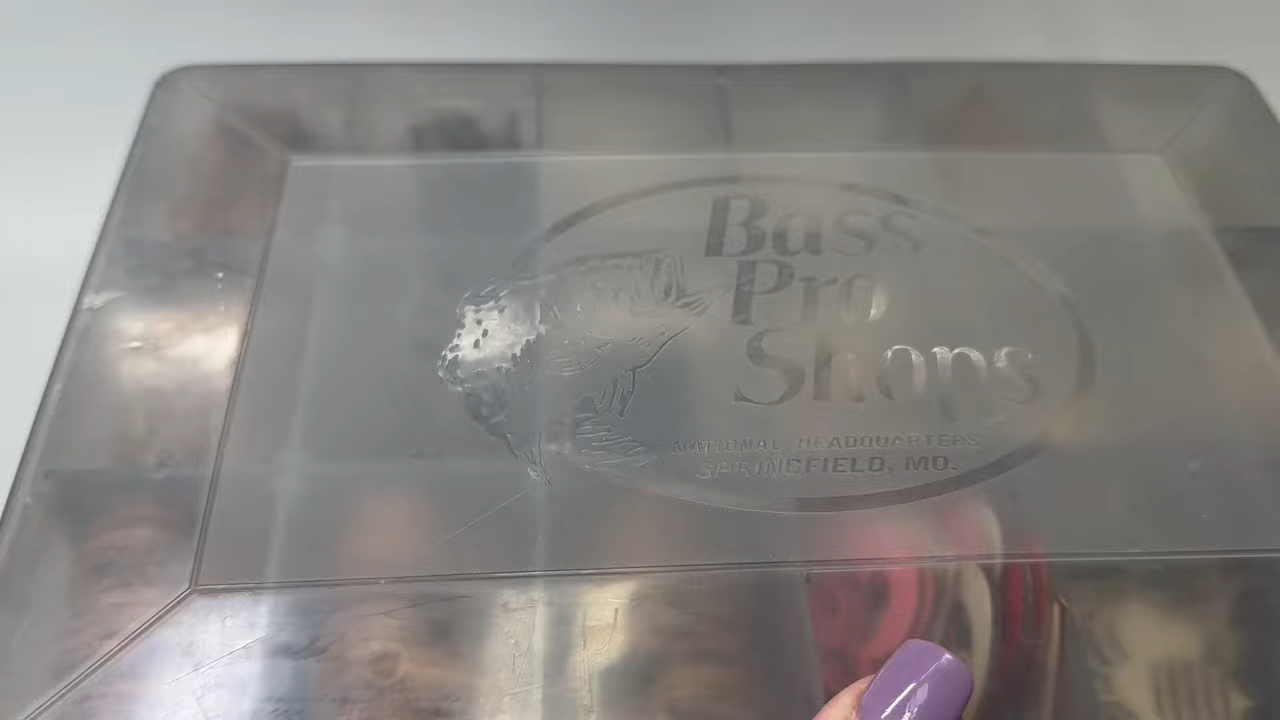 Bass
Pro
Shops
NATIONAL HEADQUARTERS
SPRINGFIELD, MO.